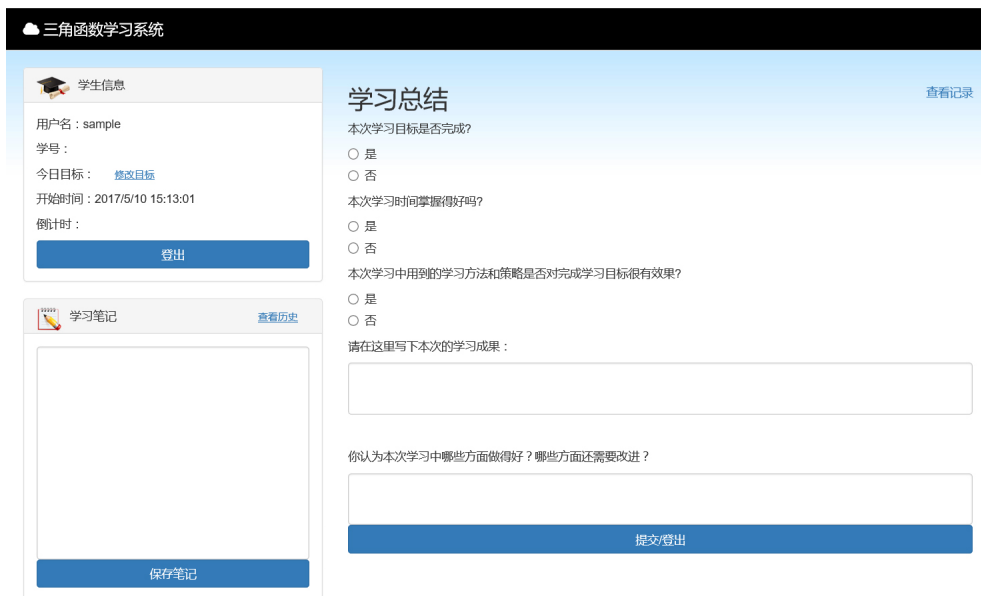 三角函数学习系统
学生信息
用户名：sample
学号：
今日目标： 修改目标
开始时间：2017/5/10 15:13:01
倒计时：
登出
学习笔记 查看历史
保存笔记
学习总结 查看记录
本次学习目标是否完成?
是
否
本次学习时间掌握得好吗?
是
否
本次学习中用到的学习方法和策略是否对完成学习目标很有效果?
是
否
请在这里写下本次的学习成果：
你认为本次学习中哪些方面做得好？哪些方面还需要改进？
提交/登出